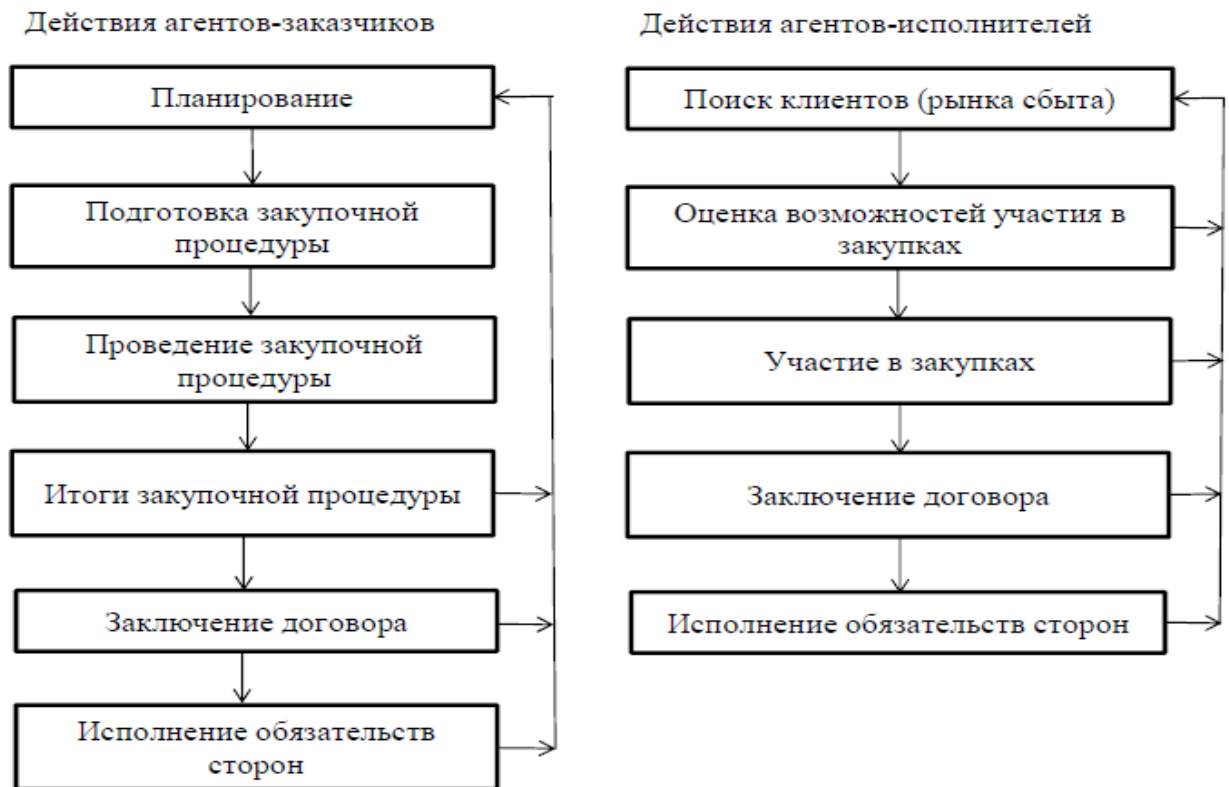 Действия агентов-заказчиков
Планирование
Подготовка закупочной
процедуры
Проведение закупочной
процедуры
Итоги закупочной процедуры
Заключение договора
Исполнение обязательств
сторон
Действия агентов-исполнителей
Поиск клиентов (рынка сбыта)
Оценка возможностей участия в
закупках
Участие в закупках
Заключение договора
Исполнение обязательств сторон